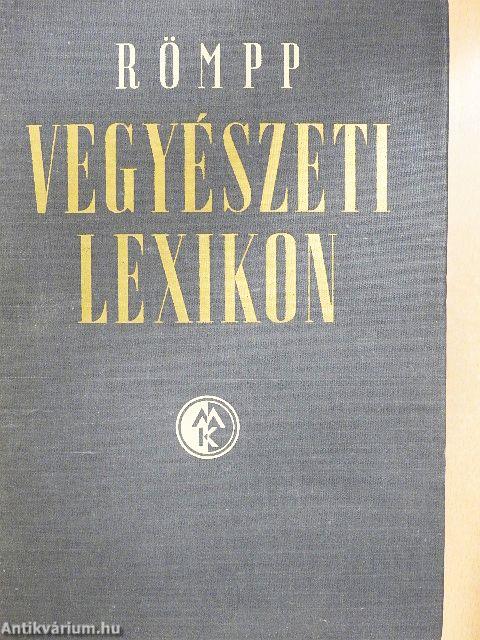 RÖMPP
VEGYÉSZETI
LEXIKON
MK
Antikvárium.hu